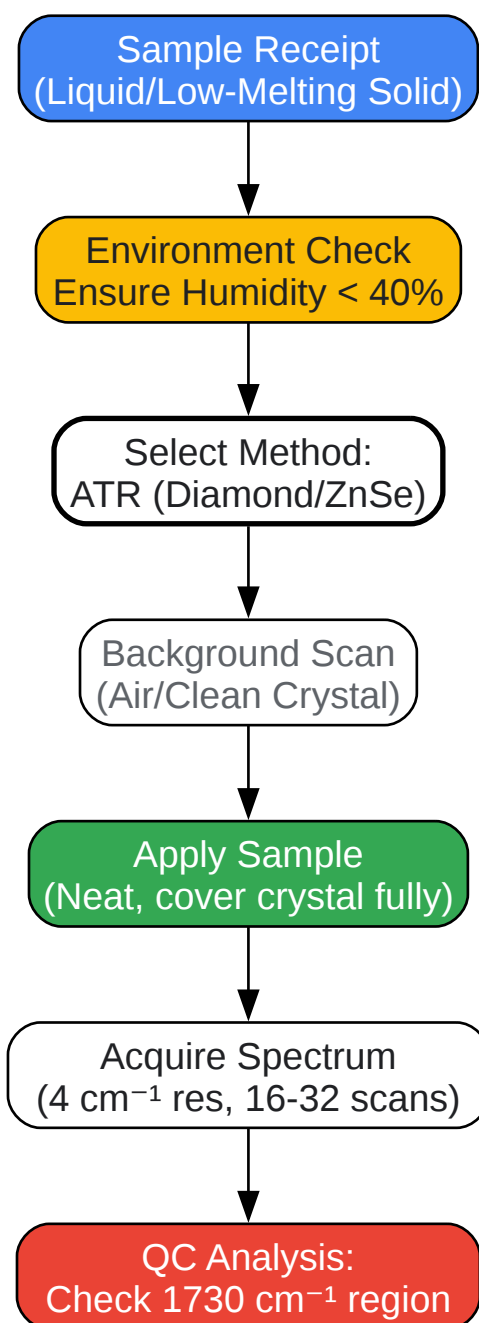 Sample Receipt
(Liquid/Low-Melting Solid)
Environment Check
Ensure Humidity < 40%
Select Method:
ATR (Diamond/ZnSe)
Background Scan
(Air/Clean Crystal)
Apply Sample
(Neat, cover crystal fully)
Acquire Spectrum
(4 cm⁻¹ res, 16-32 scans)
QC Analysis:
Check 1730 cm⁻¹ region